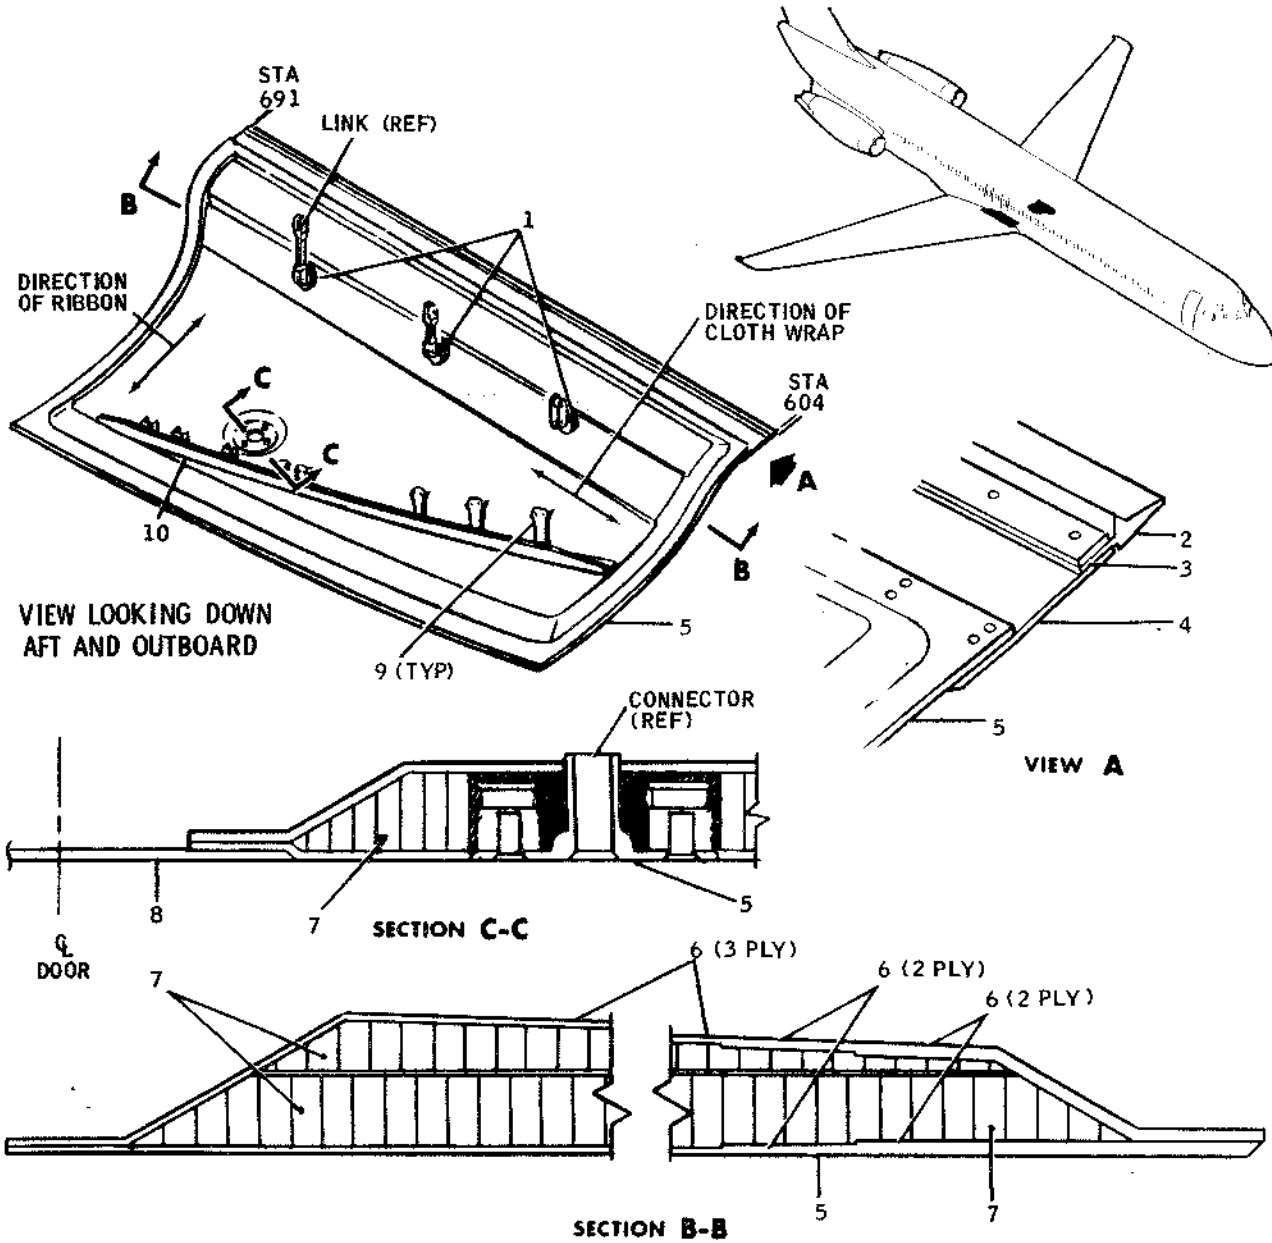 STA
691
LINK (REF)
B
1
DIRECTION
OF RIBBON
DIRECTION OF
CLOTH WRAP
C
STA
604
C
A
10
B
2
3
VIEW LOOKING DOWN
AFT AND OUTBOARD
5
4
9 (TYP)
CONNECTOR
(REF)
5
VIEW A
7
8
5
SECTION C-C
℄
DOOR
7
6 (3 PLY)
6 (2 PLY)
6 (2 PLY)
5
7
SECTION B-B